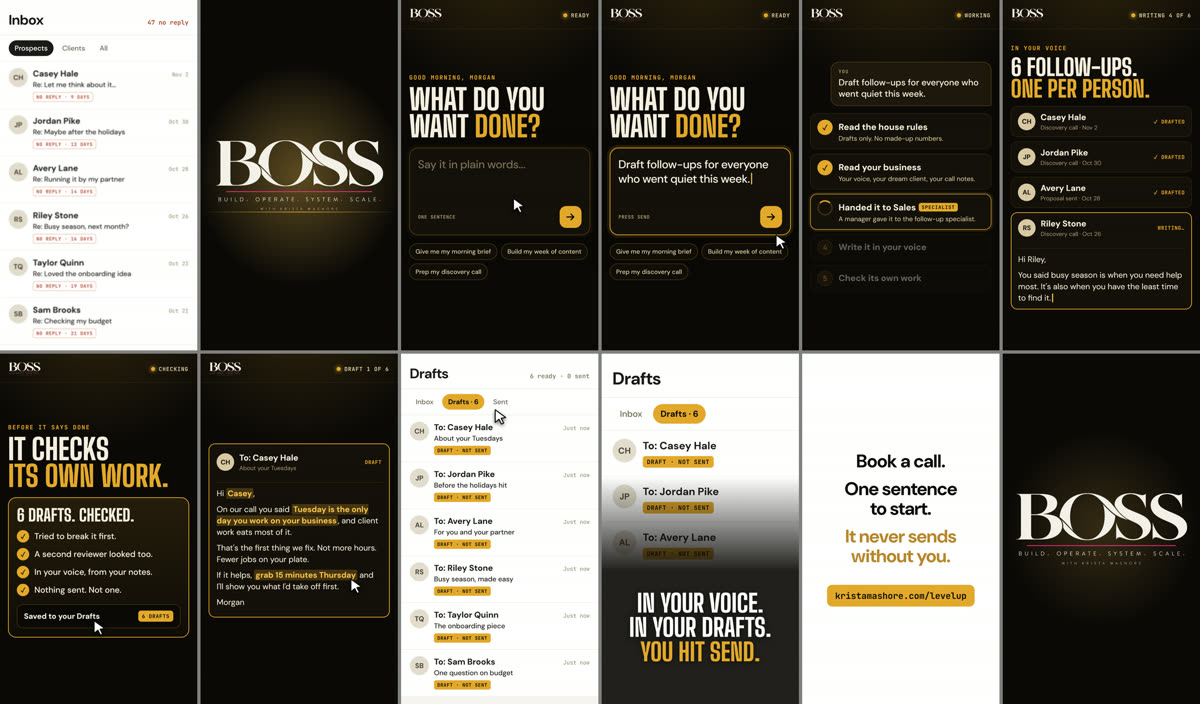 Inbox
47 no reply
Prospects
Clients
All
CH
Casey Hale
Nov 2
Re: Let me think about it...
NO REPLY · 9 DAYS
JP
Jordan Pike
Oct 30
Re: Maybe after the holidays
NO REPLY · 12 DAYS
AL
Avery Lane
Oct 28
Re: Running it by my partner
NO REPLY · 14 DAYS
RS
Riley Stone
Oct 26
Re: Busy season, next month?
NO REPLY · 16 DAYS
TQ
Taylor Quinn
Oct 23
Re: Loved the onboarding idea
NO REPLY · 19 DAYS
SB
Sam Brooks
Oct 21
Re: Checking my budget
NO REPLY · 21 DAYS
BOSS
BUILD. OPERATE. SYSTEM. SCALE.
WITH KRISTA MASHORE
BOSS
READY
GOOD MORNING, MORGAN
WHAT DO YOU
WANT DONE?
Say it in plain words...
ONE SENTENCE
Give me my morning brief
Build my week of content
Prep my discovery call
BOSS
READY
GOOD MORNING, MORGAN
WHAT DO YOU
WANT DONE?
Draft follow-ups for everyone
who went quiet this week.
PRESS SEND
Give me my morning brief
Build my week of content
Prep my discovery call
BOSS
WORKING
YOU
Draft follow-ups for everyone who
went quiet this week.
Read the house rules
Drafts only. No made-up numbers.
Read your business
Your voice, your dream client, your call notes.
Handed it to Sales
SPECIALIST
A manager gave it to the follow-up specialist.
4
Write it in your voice
5
Check its own work
BOSS
WRITING 4 OF 6
IN YOUR VOICE
6 FOLLOW-UPS.
ONE PER PERSON.
CH
Casey Hale
Discovery call · Nov 2
✓ DRAFTED
JP
Jordan Pike
Discovery call · Oct 30
✓ DRAFTED
AL
Avery Lane
Proposal sent · Oct 28
✓ DRAFTED
RS
Riley Stone
Discovery call · Oct 26
WRITING…
Hi Riley,
You said busy season is when you need help
most. It's also when you have the least time
to find it.
BOSS
CHECKING
BEFORE IT SAYS DONE
IT CHECKS
ITS OWN WORK.
6 DRAFTS. CHECKED.
Tried to break it first.
A second reviewer looked too.
In your voice, from your notes.
Nothing sent. Not one.
Saved to your Drafts
6 DRAFTS
BOSS
DRAFT 1 OF 6
CH
To: Casey Hale
About your Tuesdays
DRAFT
Hi Casey,
On our call you said Tuesday is the only
day you work on your business, and client
work eats most of it.
That's the first thing we fix. Not more hours.
Fewer jobs on your plate.
If it helps, grab 15 minutes Thursday and
I'll show you what I'd take off first.
Morgan
Drafts
6 ready · 0 sent
Inbox
Drafts · 6
Sent
CH
To: Casey Hale
Just now
About your Tuesdays
DRAFT · NOT SENT
JP
To: Jordan Pike
Just now
Before the holidays hit
DRAFT · NOT SENT
AL
To: Avery Lane
Just now
For you and your partner
DRAFT · NOT SENT
RS
To: Riley Stone
Just now
Busy season, made easy
DRAFT · NOT SENT
TQ
To: Taylor Quinn
Just now
The onboarding piece
DRAFT · NOT SENT
SB
To: Sam Brooks
Just now
One question on budget
DRAFT · NOT SENT
Drafts
Inbox
Drafts · 6
CH
To: Casey Hale
DRAFT · NOT SENT
JP
To: Jordan Pike
DRAFT · NOT SENT
AL
To: Avery Lane
DRAFT · NOT SENT
IN YOUR VOICE.
IN YOUR DRAFTS.
YOU HIT SEND.
Book a call.
One sentence
to start.
It never sends
without you.
kristamashore.com/levelup
BOSS
BUILD. OPERATE. SYSTEM. SCALE.
WITH KRISTA MASHORE